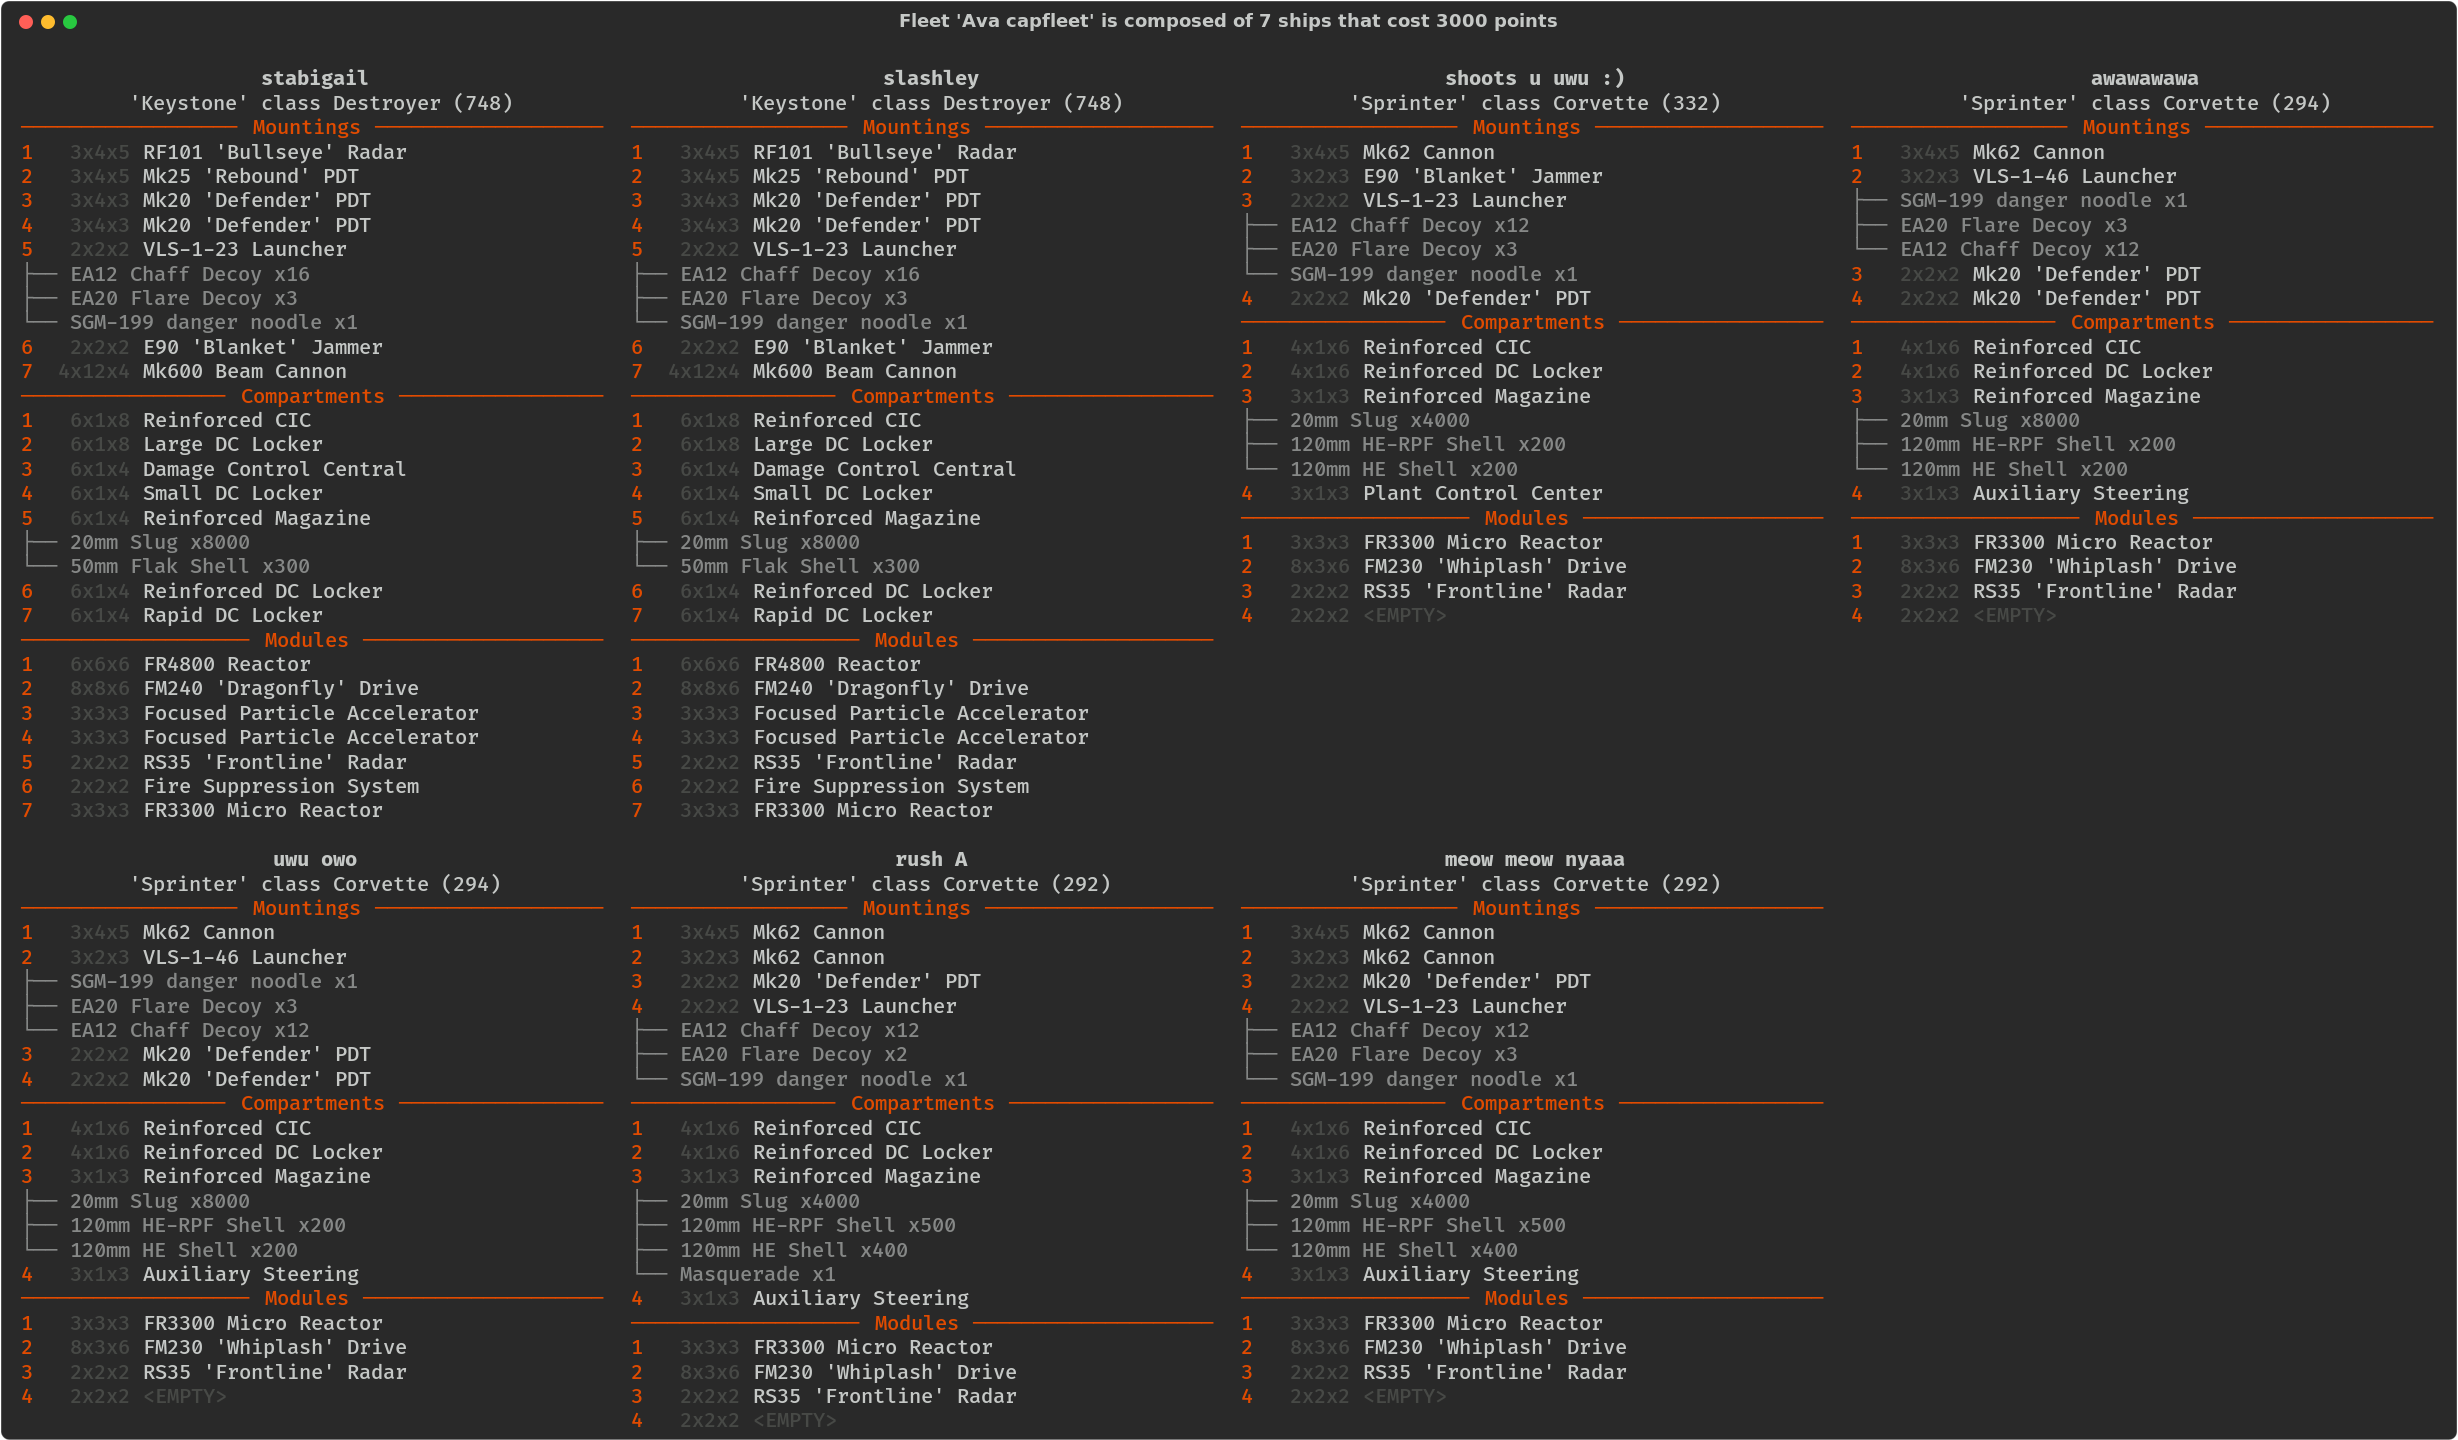 Fleet 'Ava capfleet' is composed of 7 ships that cost 3000 points
stabigail
'Keystone' class Destroyer (748)
Mountings
1 3x4x5 RF101 'Bullseye' Radar
2 3x4x5 Mk25 'Rebound' PDT
3 3x4x3 Mk20 'Defender' PDT
4 3x4x3 Mk20 'Defender' PDT
5 2x2x2 VLS-1-23 Launcher
EA12 Chaff Decoy x16
EA20 Flare Decoy x3
SGM-199 danger noodle x1
6 2x2x2 E90 'Blanket' Jammer
7 4x12x4 Mk600 Beam Cannon
Compartments
1 6x1x8 Reinforced CIC
2 6x1x8 Large DC Locker
3 6x1x4 Damage Control Central
4 6x1x4 Small DC Locker
5 6x1x4 Reinforced Magazine
20mm Slug x8000
50mm Flak Shell x300
6 6x1x4 Reinforced DC Locker
7 6x1x4 Rapid DC Locker
Modules
1 6x6x6 FR4800 Reactor
2 8x8x6 FM240 'Dragonfly' Drive
3 3x3x3 Focused Particle Accelerator
4 3x3x3 Focused Particle Accelerator
5 2x2x2 RS35 'Frontline' Radar
6 2x2x2 Fire Suppression System
7 3x3x3 FR3300 Micro Reactor
slashley
'Keystone' class Destroyer (748)
Mountings
1 3x4x5 RF101 'Bullseye' Radar
2 3x4x5 Mk25 'Rebound' PDT
3 3x4x3 Mk20 'Defender' PDT
4 3x4x3 Mk20 'Defender' PDT
5 2x2x2 VLS-1-23 Launcher
EA12 Chaff Decoy x16
EA20 Flare Decoy x3
SGM-199 danger noodle x1
6 2x2x2 E90 'Blanket' Jammer
7 4x12x4 Mk600 Beam Cannon
Compartments
1 6x1x8 Reinforced CIC
2 6x1x8 Large DC Locker
3 6x1x4 Damage Control Central
4 6x1x4 Small DC Locker
5 6x1x4 Reinforced Magazine
20mm Slug x8000
50mm Flak Shell x300
6 6x1x4 Reinforced DC Locker
7 6x1x4 Rapid DC Locker
Modules
1 6x6x6 FR4800 Reactor
2 8x8x6 FM240 'Dragonfly' Drive
3 3x3x3 Focused Particle Accelerator
4 3x3x3 Focused Particle Accelerator
5 2x2x2 RS35 'Frontline' Radar
6 2x2x2 Fire Suppression System
7 3x3x3 FR3300 Micro Reactor
shoots u uwu :)
'Sprinter' class Corvette (332)
Mountings
1 3x4x5 Mk62 Cannon
2 3x2x3 E90 'Blanket' Jammer
3 2x2x2 VLS-1-23 Launcher
EA12 Chaff Decoy x12
EA20 Flare Decoy x3
SGM-199 danger noodle x1
4 2x2x2 Mk20 'Defender' PDT
Compartments
1 4x1x6 Reinforced CIC
2 4x1x6 Reinforced DC Locker
3 3x1x3 Reinforced Magazine
20mm Slug x4000
120mm HE-RPF Shell x200
120mm HE Shell x200
4 3x1x3 Plant Control Center
Modules
1 3x3x3 FR3300 Micro Reactor
2 8x3x6 FM230 'Whiplash' Drive
3 2x2x2 RS35 'Frontline' Radar
4 2x2x2 <EMPTY>
awawawawa
'Sprinter' class Corvette (294)
Mountings
1 3x4x5 Mk62 Cannon
2 3x2x3 VLS-1-46 Launcher
SGM-199 danger noodle x1
EA20 Flare Decoy x3
EA12 Chaff Decoy x12
3 2x2x2 Mk20 'Defender' PDT
4 2x2x2 Mk20 'Defender' PDT
Compartments
1 4x1x6 Reinforced CIC
2 4x1x6 Reinforced DC Locker
3 3x1x3 Reinforced Magazine
20mm Slug x8000
120mm HE-RPF Shell x200
120mm HE Shell x200
4 3x1x3 Auxiliary Steering
Modules
1 3x3x3 FR3300 Micro Reactor
2 8x3x6 FM230 'Whiplash' Drive
3 2x2x2 RS35 'Frontline' Radar
4 2x2x2 <EMPTY>
uwu owo
'Sprinter' class Corvette (294)
Mountings
1 3x4x5 Mk62 Cannon
2 3x2x3 VLS-1-46 Launcher
SGM-199 danger noodle x1
EA20 Flare Decoy x3
EA12 Chaff Decoy x12
3 2x2x2 Mk20 'Defender' PDT
4 2x2x2 Mk20 'Defender' PDT
Compartments
1 4x1x6 Reinforced CIC
2 4x1x6 Reinforced DC Locker
3 3x1x3 Reinforced Magazine
20mm Slug x8000
120mm HE-RPF Shell x200
120mm HE Shell x200
4 3x1x3 Auxiliary Steering
Modules
1 3x3x3 FR3300 Micro Reactor
2 8x3x6 FM230 'Whiplash' Drive
3 2x2x2 RS35 'Frontline' Radar
4 2x2x2 <EMPTY>
rush A
'Sprinter' class Corvette (292)
Mountings
1 3x4x5 Mk62 Cannon
2 3x2x3 Mk62 Cannon
3 2x2x2 Mk20 'Defender' PDT
4 2x2x2 VLS-1-23 Launcher
EA12 Chaff Decoy x12
EA20 Flare Decoy x2
SGM-199 danger noodle x1
Compartments
1 4x1x6 Reinforced CIC
2 4x1x6 Reinforced DC Locker
3 3x1x3 Reinforced Magazine
20mm Slug x4000
120mm HE-RPF Shell x500
120mm HE Shell x400
Masquerade x1
4 3x1x3 Auxiliary Steering
Modules
1 3x3x3 FR3300 Micro Reactor
2 8x3x6 FM230 'Whiplash' Drive
3 2x2x2 RS35 'Frontline' Radar
4 2x2x2 <EMPTY>
meow meow nyaaa
'Sprinter' class Corvette (292)
Mountings
1 3x4x5 Mk62 Cannon
2 3x2x3 Mk62 Cannon
3 2x2x2 Mk20 'Defender' PDT
4 2x2x2 VLS-1-23 Launcher
EA12 Chaff Decoy x12
EA20 Flare Decoy x3
SGM-199 danger noodle x1
Compartments
1 4x1x6 Reinforced CIC
2 4x1x6 Reinforced DC Locker
3 3x1x3 Reinforced Magazine
20mm Slug x4000
120mm HE-RPF Shell x500
120mm HE Shell x400
4 3x1x3 Auxiliary Steering
Modules
1 3x3x3 FR3300 Micro Reactor
2 8x3x6 FM230 'Whiplash' Drive
3 2x2x2 RS35 'Frontline' Radar
4 2x2x2 <EMPTY>